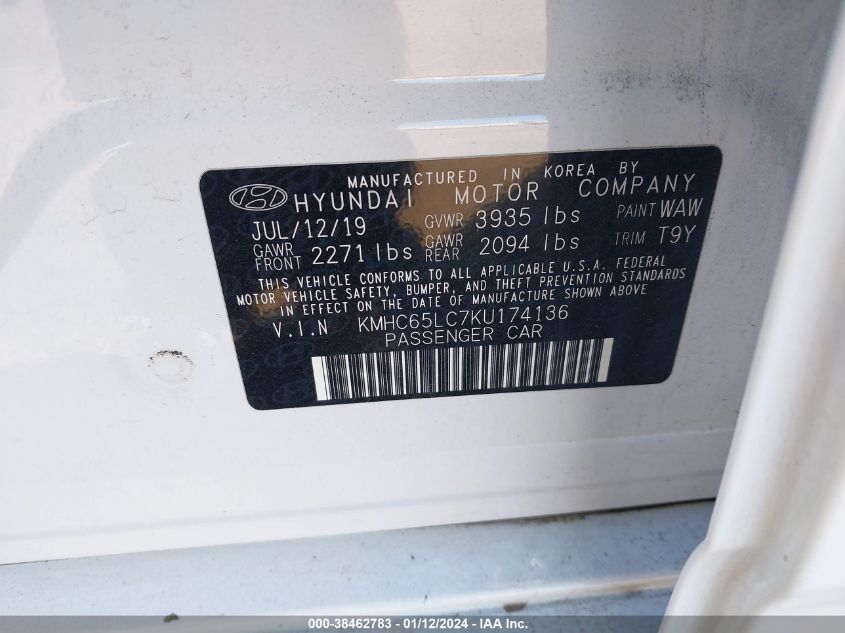 MANUFACTURED IN KOREA BY
HYUNDAI MOTOR COMPANY
JUL/12/19 GVWR 3935 lbs PAINT WAW
GAWR FRONT 2271 lbs GAWR REAR 2094 lbs TRIM T9Y
THIS VEHICLE CONFORMS TO ALL APPLICABLE U.S.A. FEDERAL
MOTOR VEHICLE SAFETY, BUMPER, AND THEFT PREVENTION STANDARDS
IN EFFECT ON THE DATE OF MANUFACTURE SHOWN ABOVE
V.I.N KMHC65LC7KU174136
PASSENGER CAR
000-38462783 - 01/12/2024 - IAA Inc.